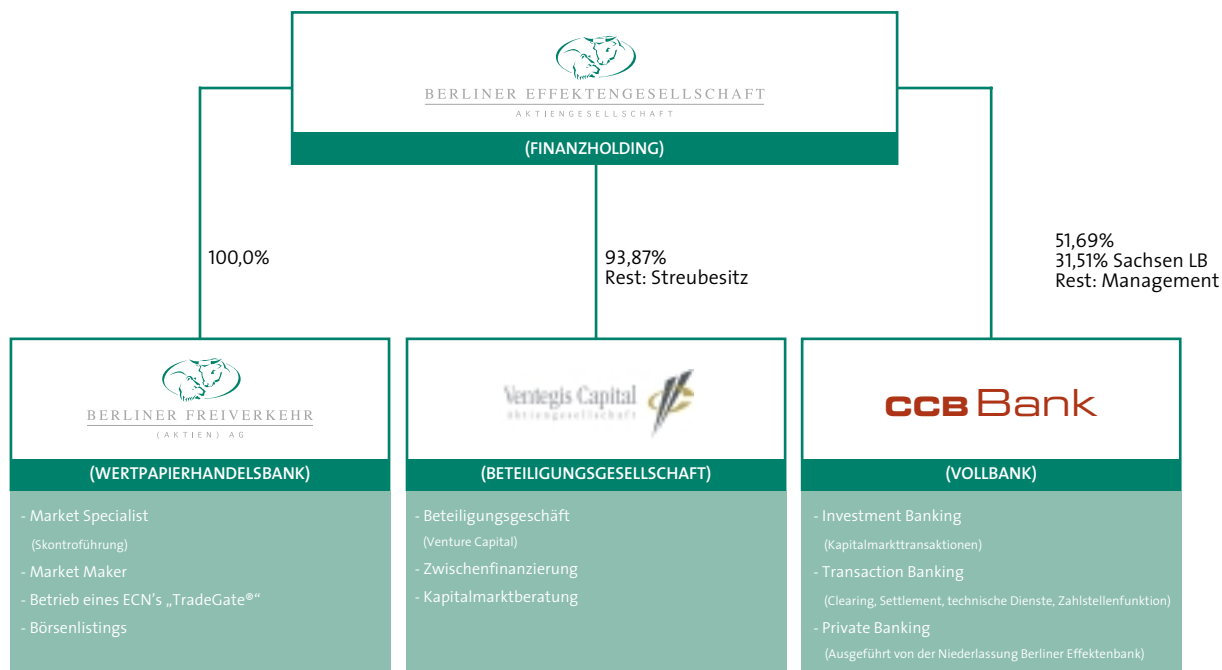 BERLINER EFFEKTENGESELLSCHAFT
AKTIENGESELLSCHAFT
(FINANZHOLDING)
100,0%
93,87%
Rest: Streubesitz
51,69%
31,51% Sachsen LB
Rest: Management
BERLINER FREIVERKEHR
(AKTIEN) AG
(WERTPAPIERHANDELSBANK)
- Market Specialist
(Skontroführung)
- Market Maker
- Betrieb eines ECN's „TradeGate®“
- Börsenlistings
Ventegis Capital
aktiengesellschaft
(BETEILIGUNGSGESELLSCHAFT)
- Beteiligungsgeschäft
(Venture Capital)
- Zwischenfinanzierung
- Kapitalmarktberatung
CCB Bank
(VOLLBANK)
- Investment Banking
(Kapitalmarkttransaktionen)
- Transaction Banking
(Clearing, Settlement, technische Dienste, Zahlstellenfunktion)
- Private Banking
(Ausgeführt von der Niederlassung Berliner Effektenbank)